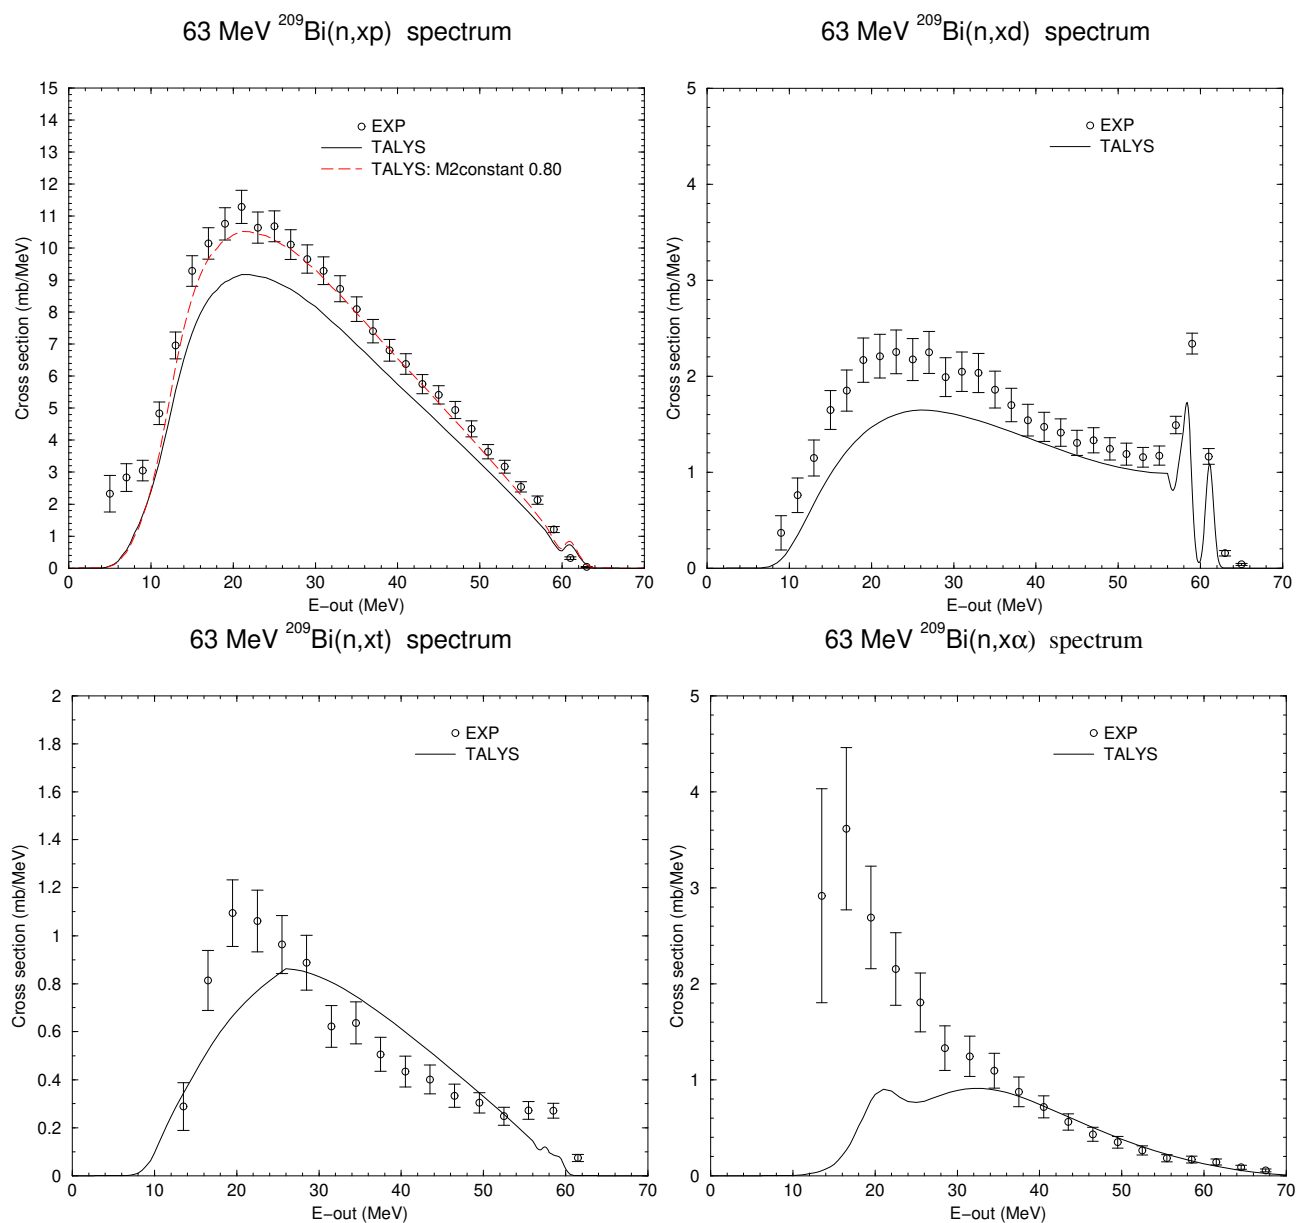 63 MeV ²⁰⁹Bi(n,xp) spectrum
15
14
13
12
11
10
9
8
7
6
5
4
3
2
1
0
Cross section (mb/MeV)
EXP
TALYS
TALYS: M2constant 0.80
0 10 20 30 40 50 60 70
E−out (MeV)
63 MeV ²⁰⁹Bi(n,xd) spectrum
5
4
3
2
1
0
Cross section (mb/MeV)
EXP
TALYS
0 10 20 30 40 50 60 70
E−out (MeV)
63 MeV ²⁰⁹Bi(n,xt) spectrum
2
1.8
1.6
1.4
1.2
1
0.8
0.6
0.4
0.2
0
Cross section (mb/MeV)
EXP
TALYS
0 10 20 30 40 50 60 70
E−out (MeV)
63 MeV ²⁰⁹Bi(n,xα) spectrum
5
4
3
2
1
0
Cross section (mb/MeV)
EXP
TALYS
0 10 20 30 40 50 60 70
E−out (MeV)